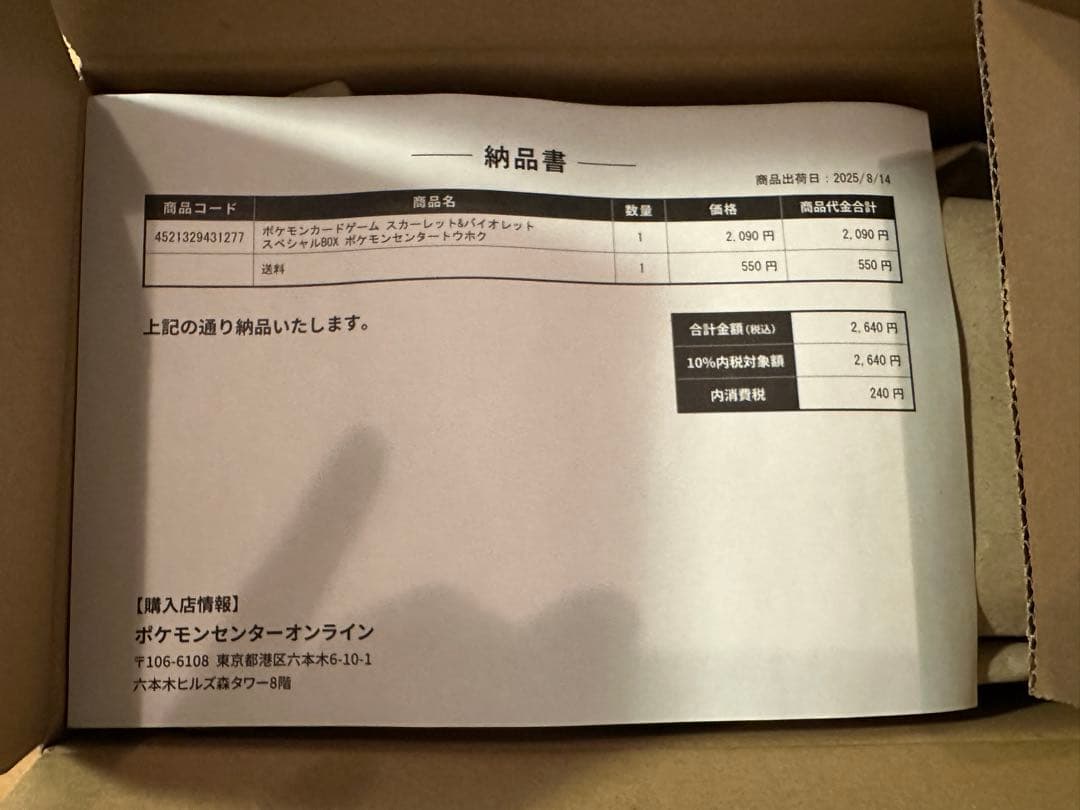 納品書
商品出荷日：2025/8/14
商品コード 商品名 数量 価格 商品代金合計
4521329431277 ポケモンカードゲーム スカーレット&バイオレット 1 2,090 円 2,090 円
スペシャルBOX ポケモンセンタートウホク
送料 1 550 円 550 円
上記の通り納品いたします。
合計金額(税込) 2,640 円
10%内税対象額 2,640 円
内消費税 240 円
【購入店情報】
ポケモンセンターオンライン
〒106-6108 東京都港区六本木6-10-1
六本木ヒルズ森タワー8階